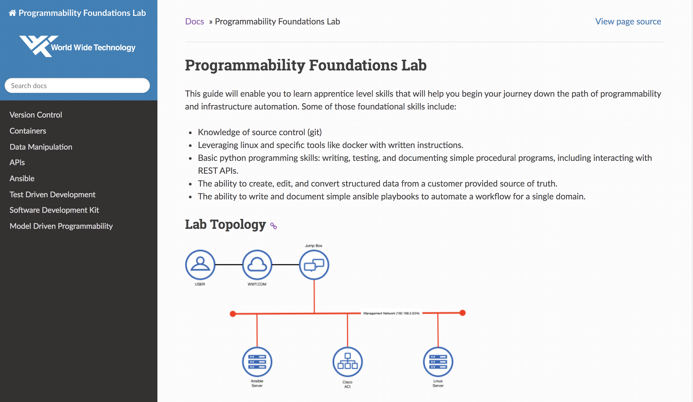 Programmability Foundations Lab
World Wide Technology
Search docs
Version Control
Containers
Data Manipulation
APIs
Ansible
Test Driven Development
Software Development Kit
Model Driven Programmability
Docs » Programmability Foundations Lab
View page source
Programmability Foundations Lab
This guide will enable you to learn apprentice level skills that will help you begin your journey down the path of programmability
and infrastructure automation. Some of those foundational skills include:
Knowledge of source control (git)
Leveraging linux and specific tools like docker with written instructions.
Basic python programming skills: writing, testing, and documenting simple procedural programs, including interacting with
REST APIs.
The ability to create, edit, and convert structured data from a customer provided source of truth.
The ability to write and document simple ansible playbooks to automate a workflow for a single domain.
Lab Topology
Jump Box
USER
WWT.COM
Management Network
Ansible
Server
Cisco
ACI
Linux
Server